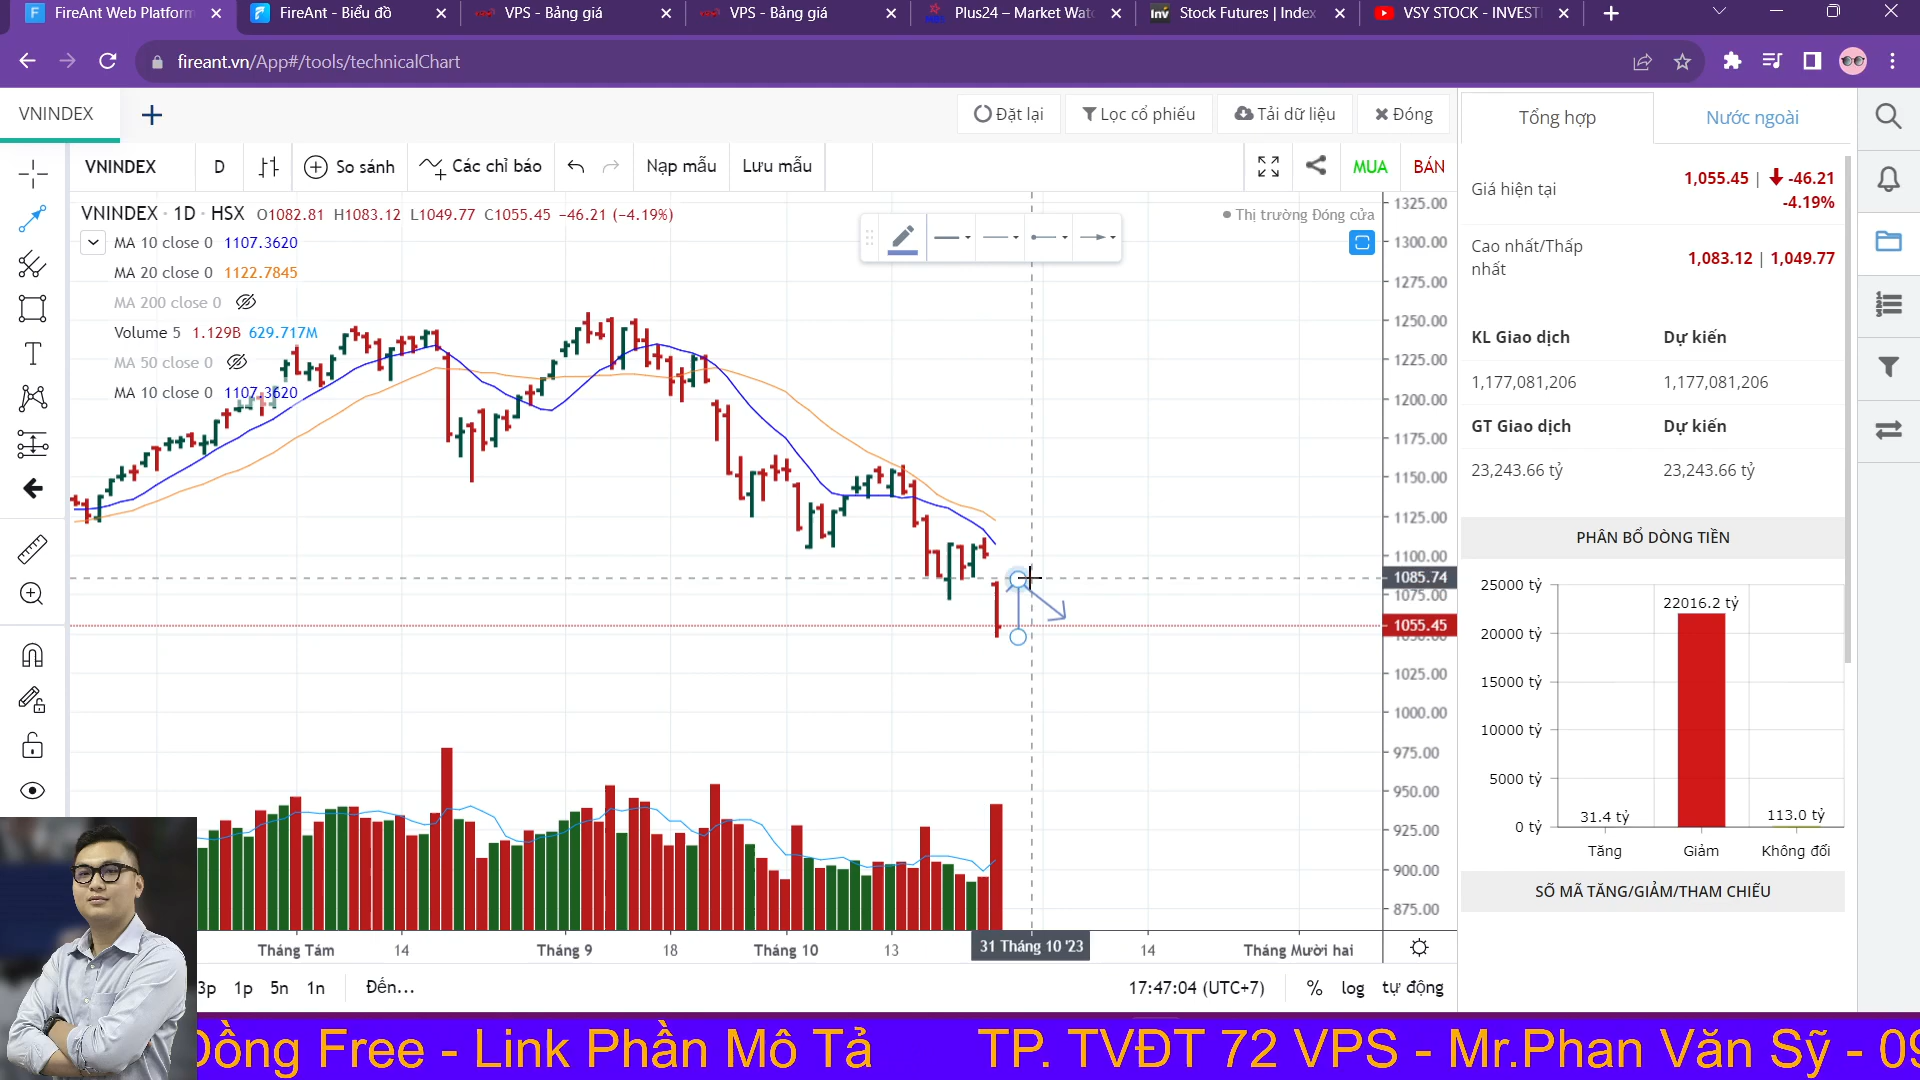 FireAnt Web Platform
FireAnt - Biểu đồ
VPS - Bảng giá
VPS - Bảng giá
Plus24 – Market Wat
Stock Futures | Index
VSY STOCK - INVEST
fireant.vn/App#/tools/technicalChart
VNINDEX
Đặt lại
Lọc cổ phiếu
Tải dữ liệu
Đóng
VNINDEX
D
So sánh
Các chỉ báo
Nạp mẫu
Lưu mẫu
MUA
BÁN
VNINDEX · 1D · HSX O1082.81 H1083.12 L1049.77 C1055.45 −46.21 (−4.19%)
Thị trường Đóng cửa
MA 10 close 0 1107.3620
MA 20 close 0 1122.7845
MA 200 close 0
Volume 5 1.129B 629.717M
MA 50 close 0
MA 10 close 0 1107.3620
1325.00
1300.00
1275.00
1250.00
1225.00
1200.00
1175.00
1150.00
1125.00
1100.00
1085.74
1075.00
1055.45
1025.00
1000.00
975.00
950.00
925.00
900.00
875.00
Tháng Tám
14
Tháng 9
18
Tháng 10
13
31 Tháng 10 '23
14
Tháng Mười hai
3p 1p 5n 1n
Đến...
17:47:04 (UTC+7)
% log tự động
Tổng hợp
Nước ngoài
Giá hiện tại
1,055.45 | -46.21
-4.19%
Cao nhất/Thấp
nhất
1,083.12 | 1,049.77
KL Giao dịch Dự kiến
1,177,081,206 1,177,081,206
GT Giao dịch Dự kiến
23,243.66 tỷ 23,243.66 tỷ
PHÂN BỔ DÒNG TIỀN
25000 tỷ
20000 tỷ
15000 tỷ
10000 tỷ
5000 tỷ
0 tỷ
22016.2 tỷ
31.4 tỷ
113.0 tỷ
Tăng Giảm Không đổi
SỐ MÃ TĂNG/GIẢM/THAM CHIẾU
Đồng Free - Link Phần Mô Tả TP. TVĐT 72 VPS - Mr.Phan Văn Sỹ - 09